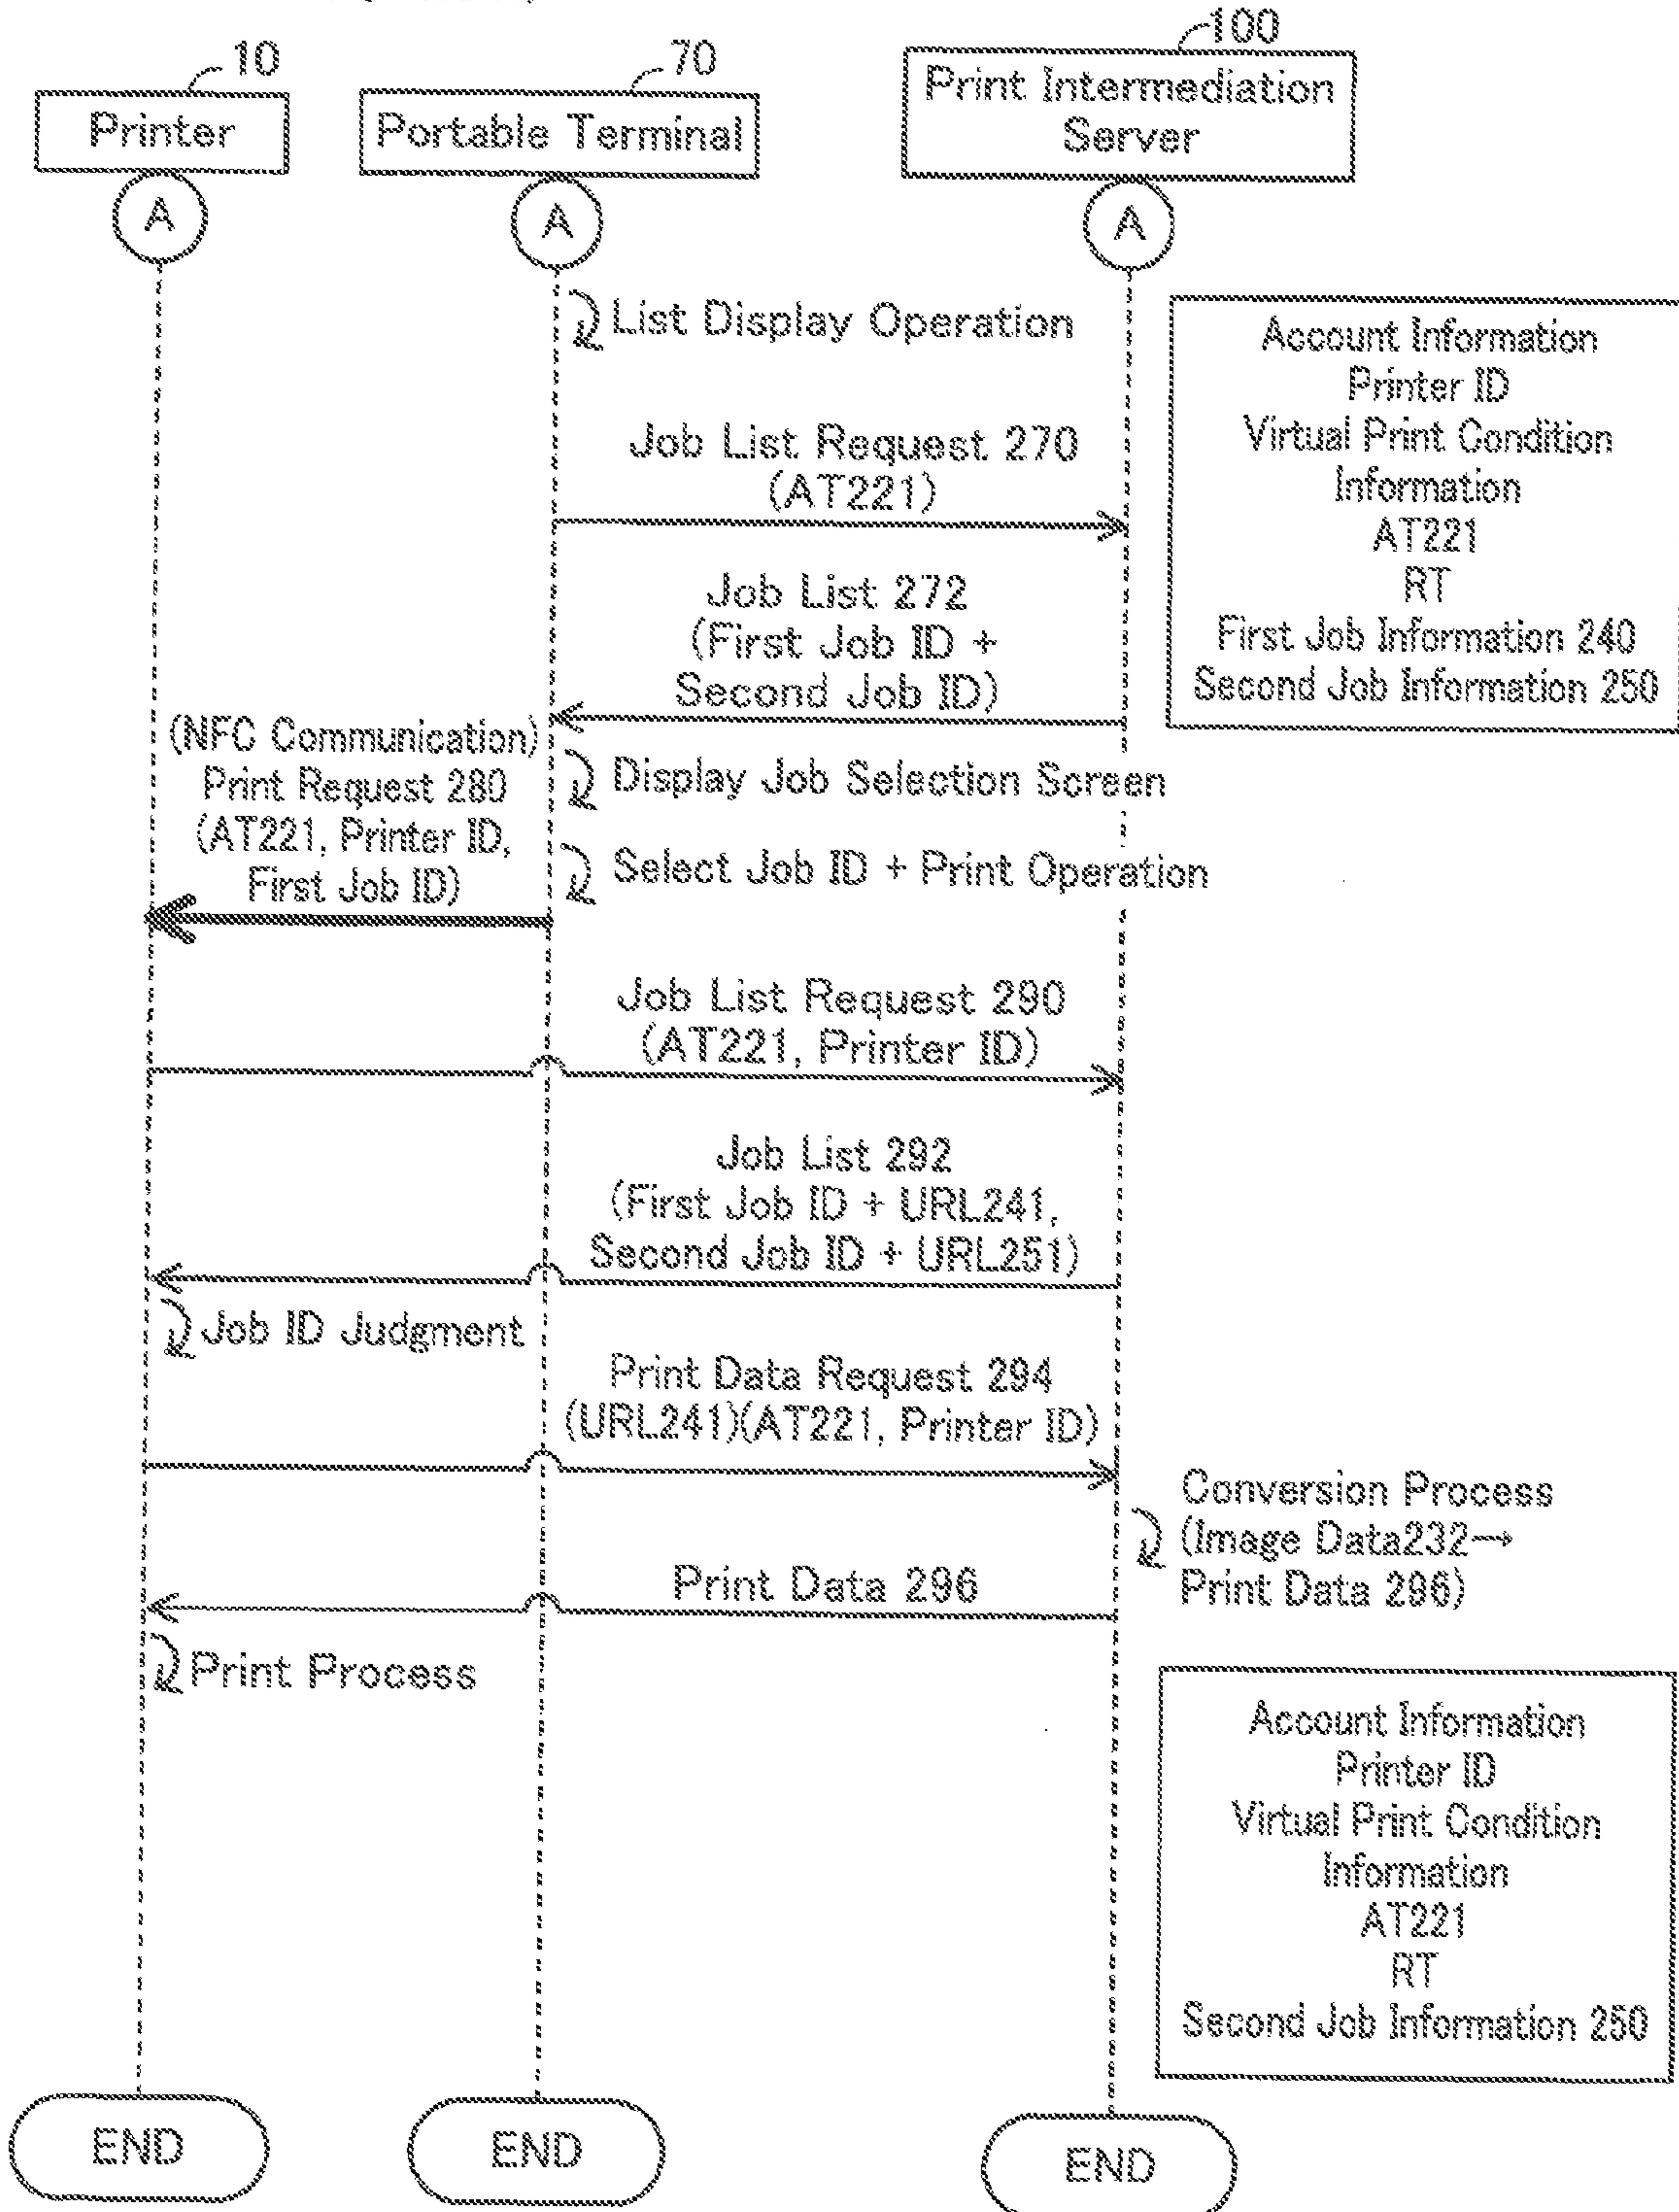 10
70
100
Printer
Portable Terminal
Print Intermediation
Server
A
A
A
List Display Operation
Account Information
Printer ID
Virtual Print Condition
Information
AT221
RT
First Job Information 240
Second Job Information 250
Job List Request 270
(AT221)
Job List 272
(First Job ID +
Second Job ID)
(NFC Communication)
Print Request 280
(AT221, Printer ID,
First Job ID)
Display Job Selection Screen
Select Job ID + Print Operation
Job List Request 290
(AT221, Printer ID)
Job List 292
(First Job ID + URL241,
Second Job ID + URL251)
Job ID Judgment
Print Data Request 294
(URL241)(AT221, Printer ID)
Conversion Process
(Image Data232→
Print Data 296)
Print Data 296
Print Process
Account Information
Printer ID
Virtual Print Condition
Information
AT221
RT
Second Job Information 250
END
END
END